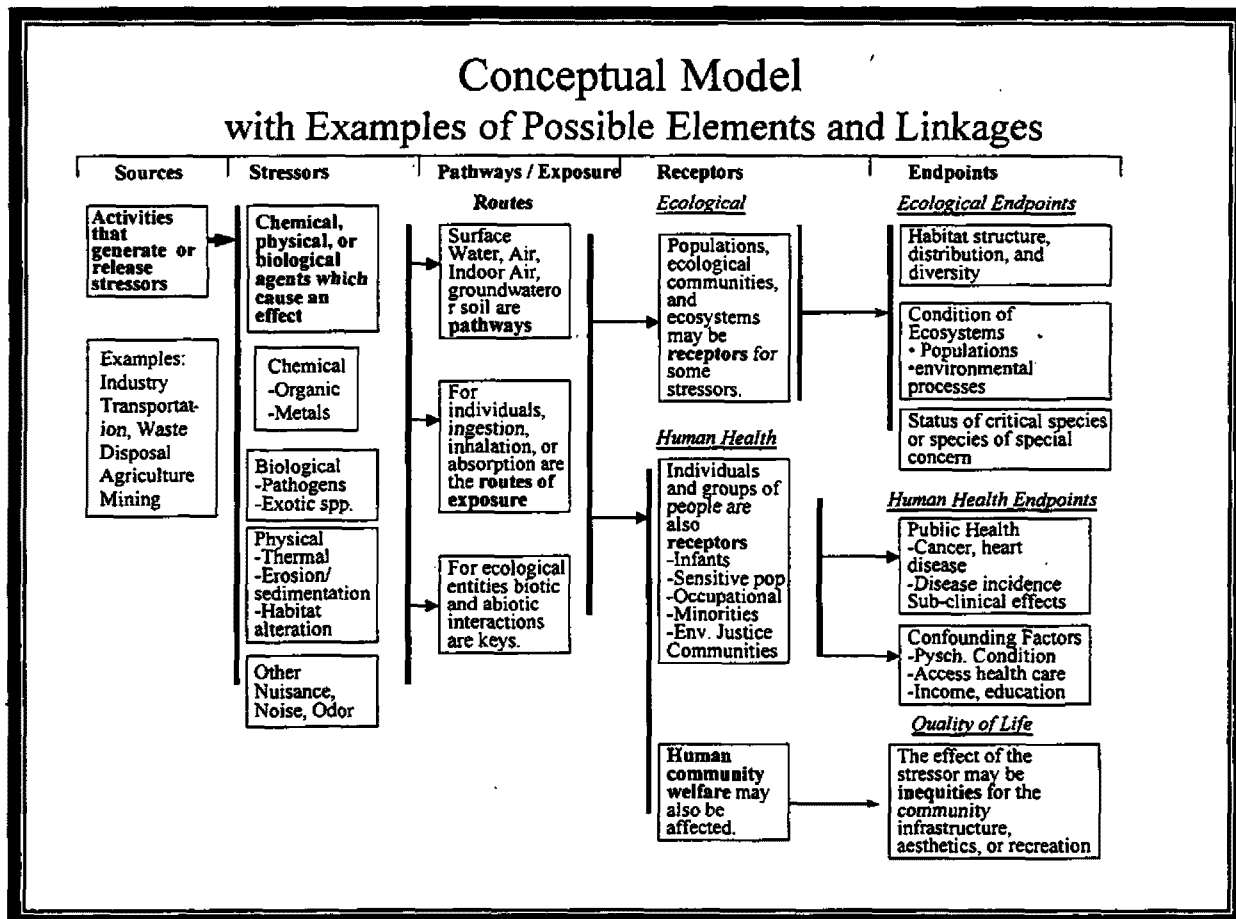 Conceptual Model
with Examples of Possible Elements and Linkages
Sources
Activities
that
generate or
release
stressors
Examples:
Industry
Transportat-
ion, Waste
Disposal
Agriculture
Mining
Stressors
Chemical,
physical, or
biological
agents which
cause an
effect
Chemical
-Organic
-Metals
Biological
-Pathogens
-Exotic spp.
Physical
-Thermal
-Erosion/
sedimentation
-Habitat
alteration
Other
Nuisance,
Noise, Odor
Pathways / Exposure
Routes
Surface
Water, Air,
Indoor Air,
groundwatero
r soil are
pathways
For
individuals,
ingestion,
inhalation, or
absorption are
the routes of
exposure
For ecological
entities biotic
and abiotic
interactions
are keys.
Receptors
Ecological
Populations,
ecological
communities,
and
ecosystems
may be
receptors for
some
stressors.
Human Health
Individuals
and groups of
people are
also
receptors
-Infants
-Sensitive pop
-Occupational
-Minorities
-Env. Justice
Communities
Human
community
welfare may
also be
affected.
Endpoints
Ecological Endpoints
Habitat structure,
distribution, and
diversity
Condition of
Ecosystems
• Populations
•environmental
processes
Status of critical species
or species of special
concern
Human Health Endpoints
Public Health
-Cancer, heart
disease
-Disease incidence
Sub-clinical effects
Confounding Factors
-Pysch. Condition
-Access health care
-Income, education
Quality of Life
The effect of the
stressor may be
inequities for the
community
infrastructure,
aesthetics, or recreation